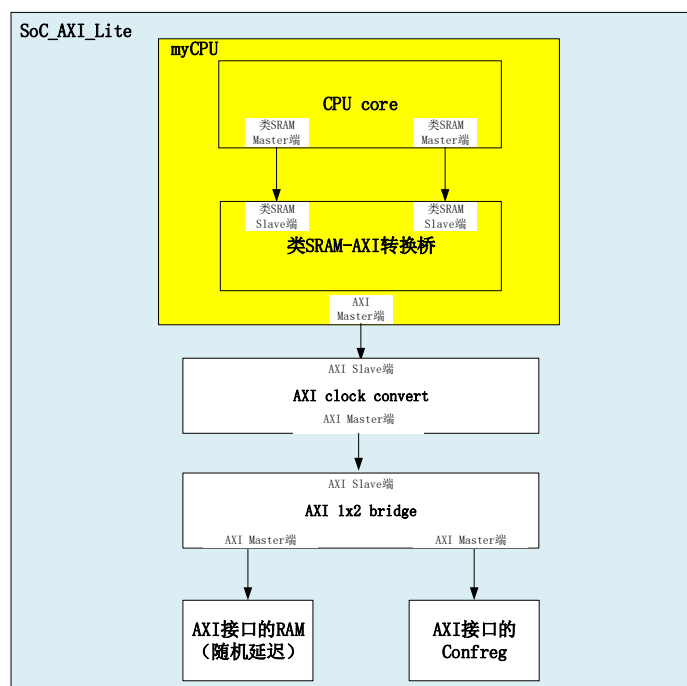 SoC_AXI_Lite
myCPU
CPU core
类SRAM
Master端
类SRAM
Master端
类SRAM
Slave端
类SRAM
Slave端
类SRAM-AXI转换桥
AXI
Master端
AXI Slave端
AXI clock convert
AXI Master端
AXI Slave端
AXI 1x2 bridge
AXI Master端
AXI Master端
AXI接口的RAM
（随机延迟）
AXI接口的
Confreg